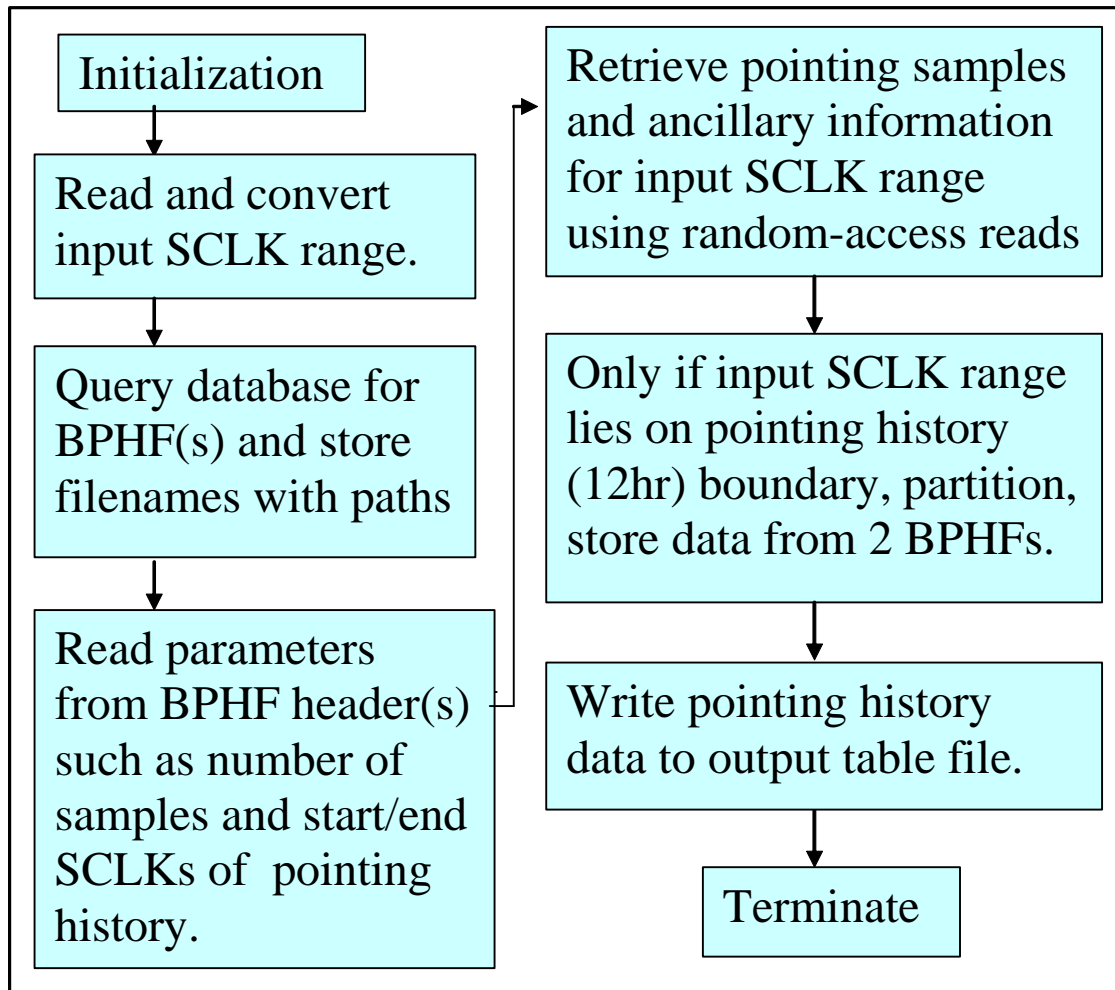 Initialization
Read and convert
input SCLK range.
Query database for
BPHF(s) and store
filenames with paths
Read parameters
from BPHF header(s)
such as number of
samples and start/end
SCLKs of pointing
history.
Retrieve pointing samples
and ancillary information
for input SCLK range
using random-access reads
Only if input SCLK range
lies on pointing history
(12hr) boundary, partition,
store data from 2 BPHFs.
Write pointing history
data to output table file.
Terminate